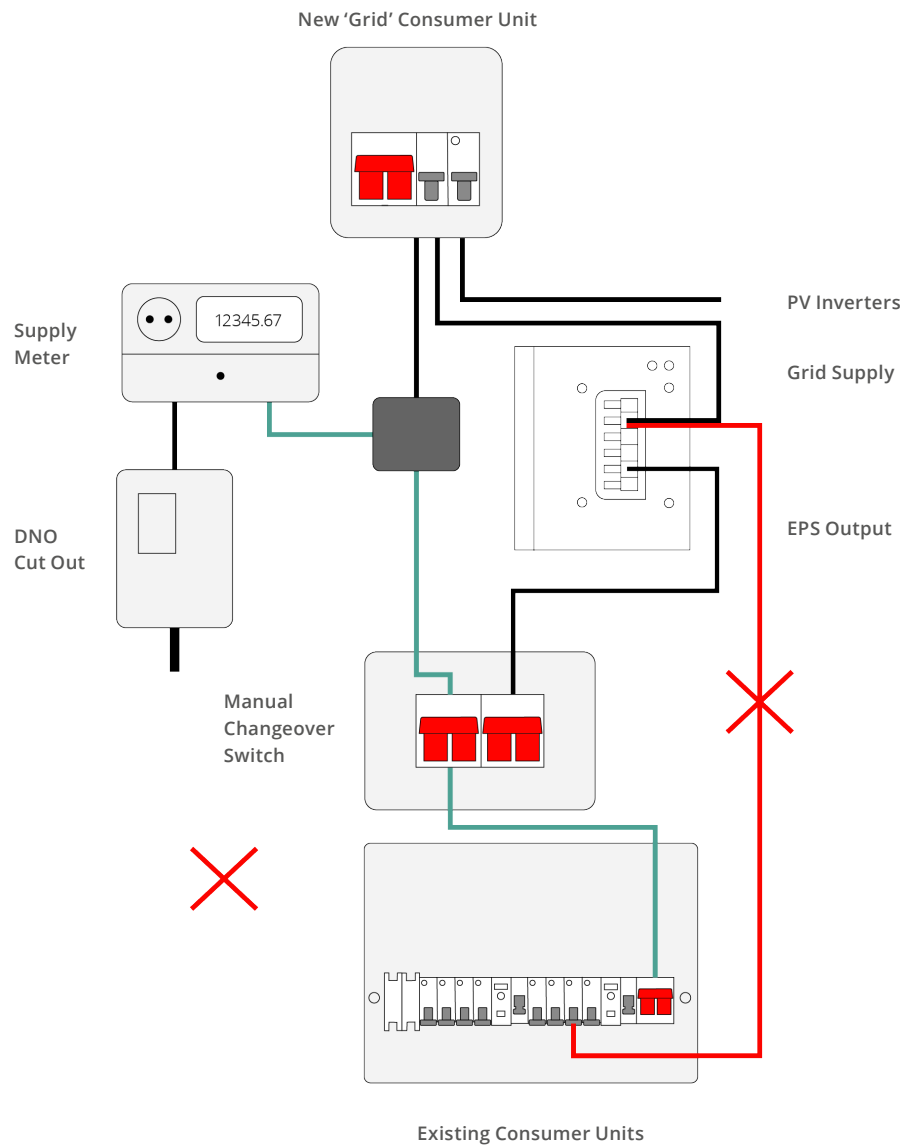 New ‘Grid’ Consumer Unit
12345.67
Supply
Meter
PV Inverters
Grid Supply
DNO
Cut Out
EPS Output
Manual
Changeover
Switch
Existing Consumer Units